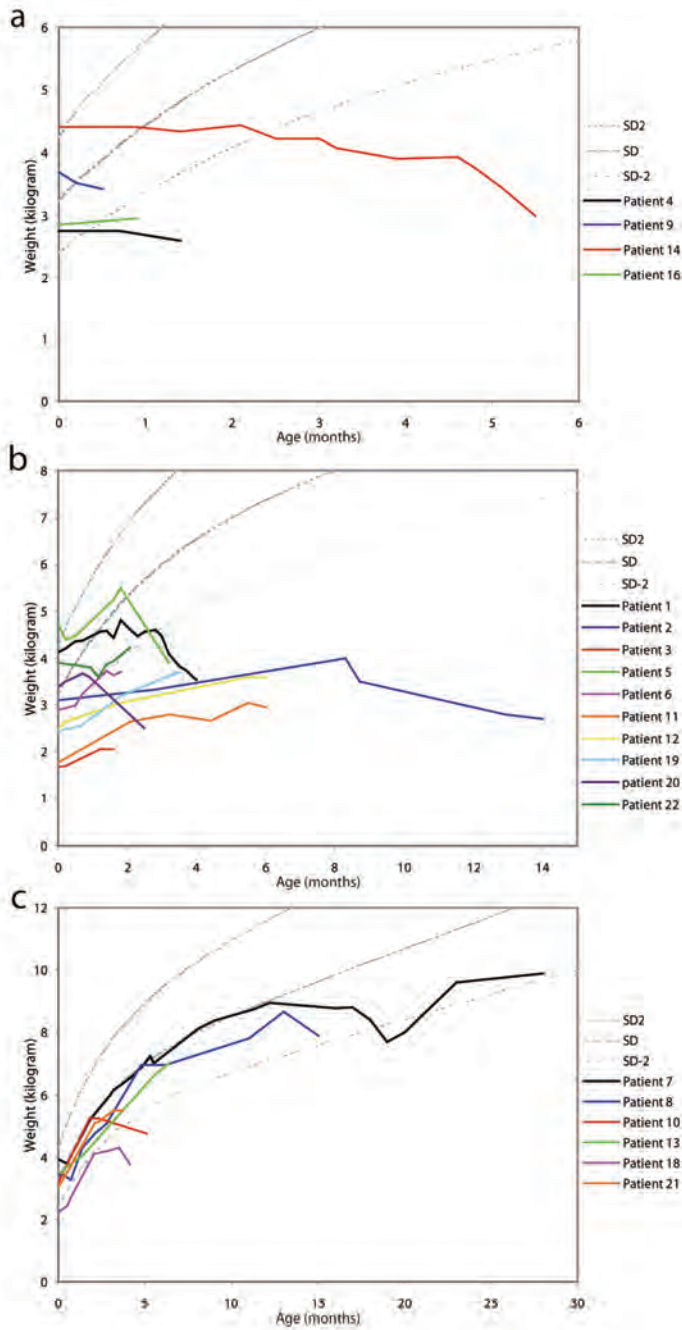 a
6
5
4
3
2
1
0
Weight (kilogram)
0 1 2 3 4 5 6
Age (months)
SD2
SD
SD-2
Patient 4
Patient 9
Patient 14
Patient 16
b
8
7
6
5
4
3
2
1
0
Weight (kilogram)
0 2 4 6 8 10 12 14
Age (months)
SD2
SD
SD-2
Patient 1
Patient 2
Patient 3
Patient 5
Patient 6
Patient 11
Patient 12
Patient 19
patient 20
Patient 22
c
12
10
8
6
4
2
0
Weight (kilogram)
0 5 10 15 20 25 30
Age (months)
SD2
SD
SD-2
Patient 7
Patient 8
Patient 10
Patient 13
Patient 18
Patient 21